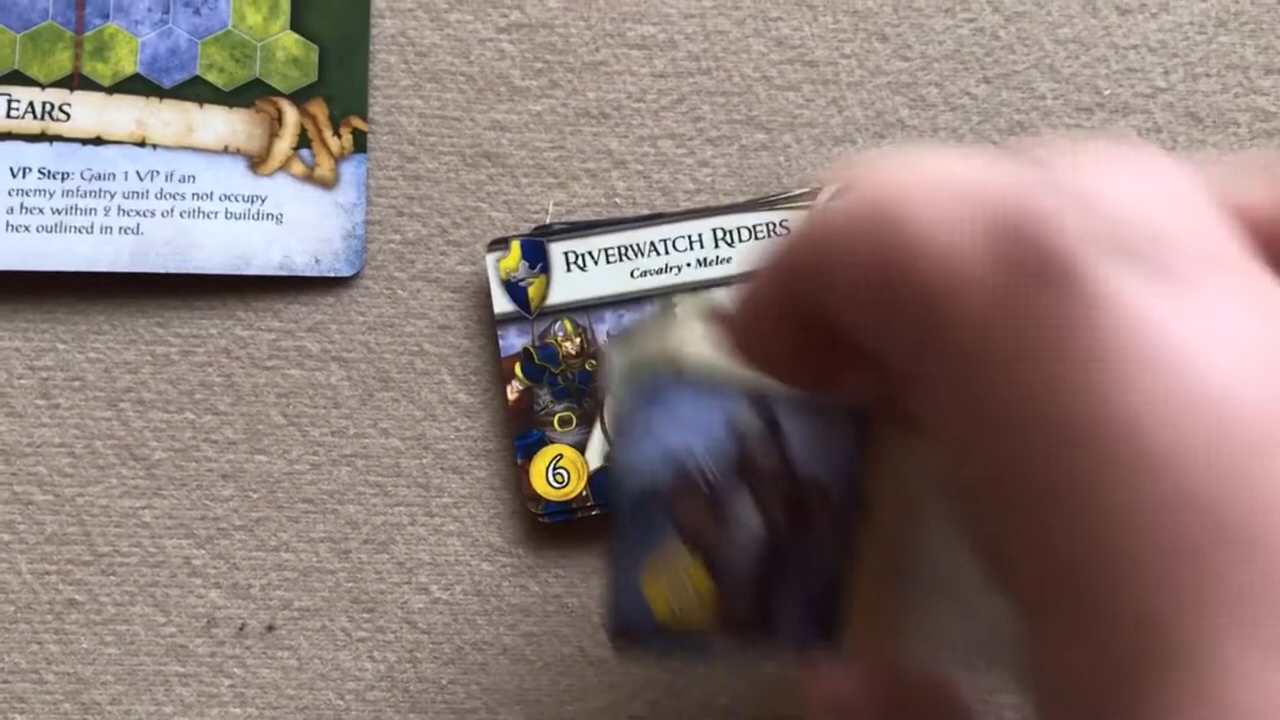 EARS
VP Step: Gain 1 VP if an
enemy infantry unit does not occupy
a hex within 2 hexes of either building
hex outlined in red.
RIVERWATCH RIDERS
Cavalry • Melee
6